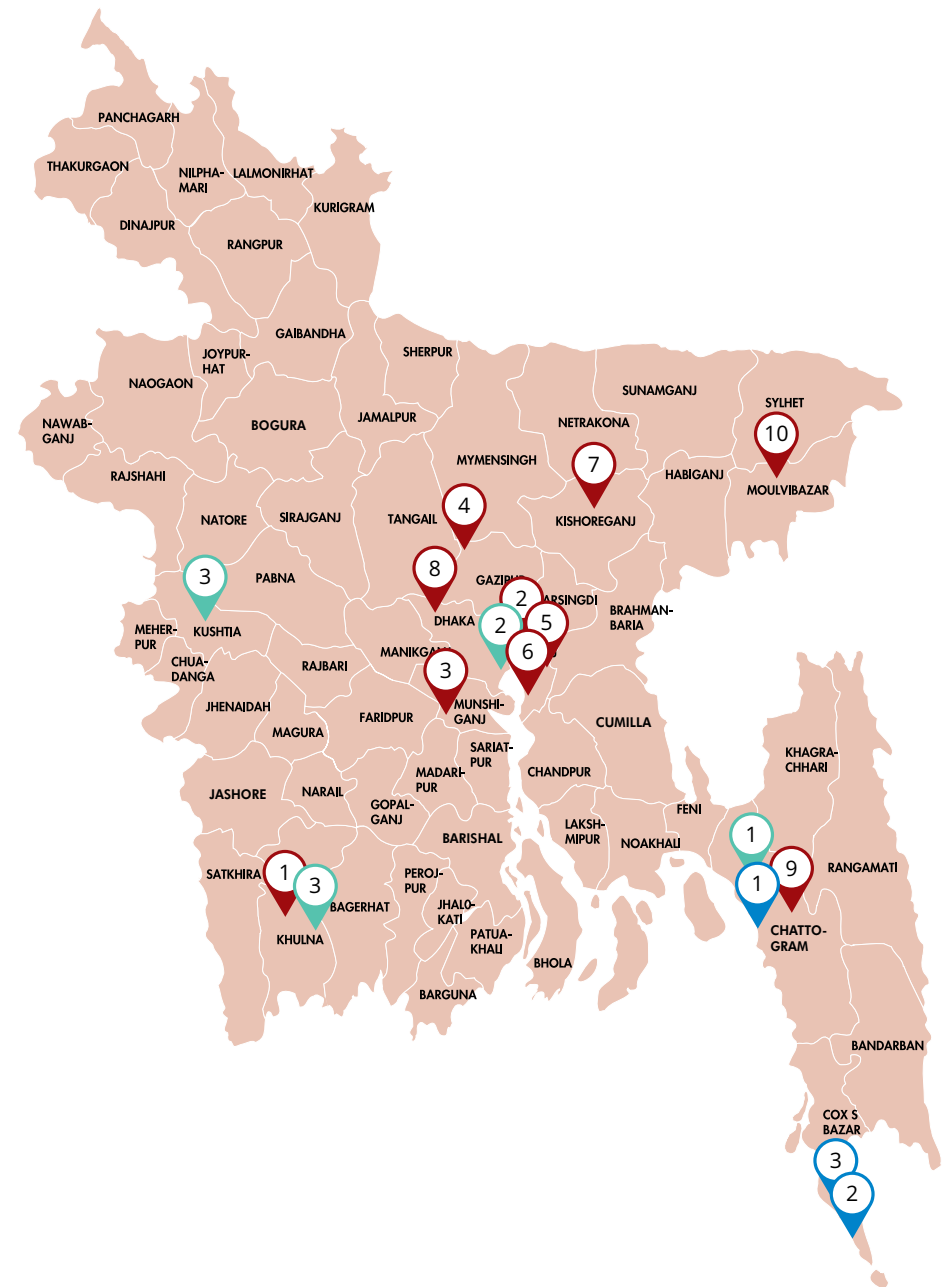 PANCHAGARH
THAKURGAON
NILPHA-
MARI
LALMONIRHAT
KURIGRAM
DINAJPUR
RANGPUR
GAIBANDHA
JOYPUR-
HAT
SHERPUR
NAOGAON
SUNAMGANJ
SYLHET
NAWAB-
GANJ
BOGURA
JAMALPUR
NETRAKONA
10
MYMENSINGH
7
RAJSHAHI
HABIGANJ
MOULVIBAZAR
NATORE
SIRAJGANJ
TANGAIL
4
KISHOREGANJ
3
PABNA
8
GAZIPUR
2
ARSINGDI
BRAHMAN-
BARIA
DHAKA
2
5
MEHER-
PUR
KUSHTIA
6
MANIKGANJ
CHUA-
DANGA
RAJBARI
3
JHENAIDAH
FARIDPUR
MUNSHI-
GANJ
MAGURA
CUMILLA
SARIAT-
PUR
KHAGRA-
CHHARI
MADARI-
PUR
CHANDPUR
JASHORE
NARAIL
GOPAL-
GANJ
FENI
LAKSH-
MIPUR
BARISHAL
NOAKHALI
1
SATKHIRA
1
3
PEROJ-
PUR
9
RANGAMATI
1
BAGERHAT
JHAL0-
KATI
KHULNA
PATUA-
KHALI
CHATTO-
GRAM
BHOLA
BARGUNA
BANDARBAN
COX S
BAZAR
3
2